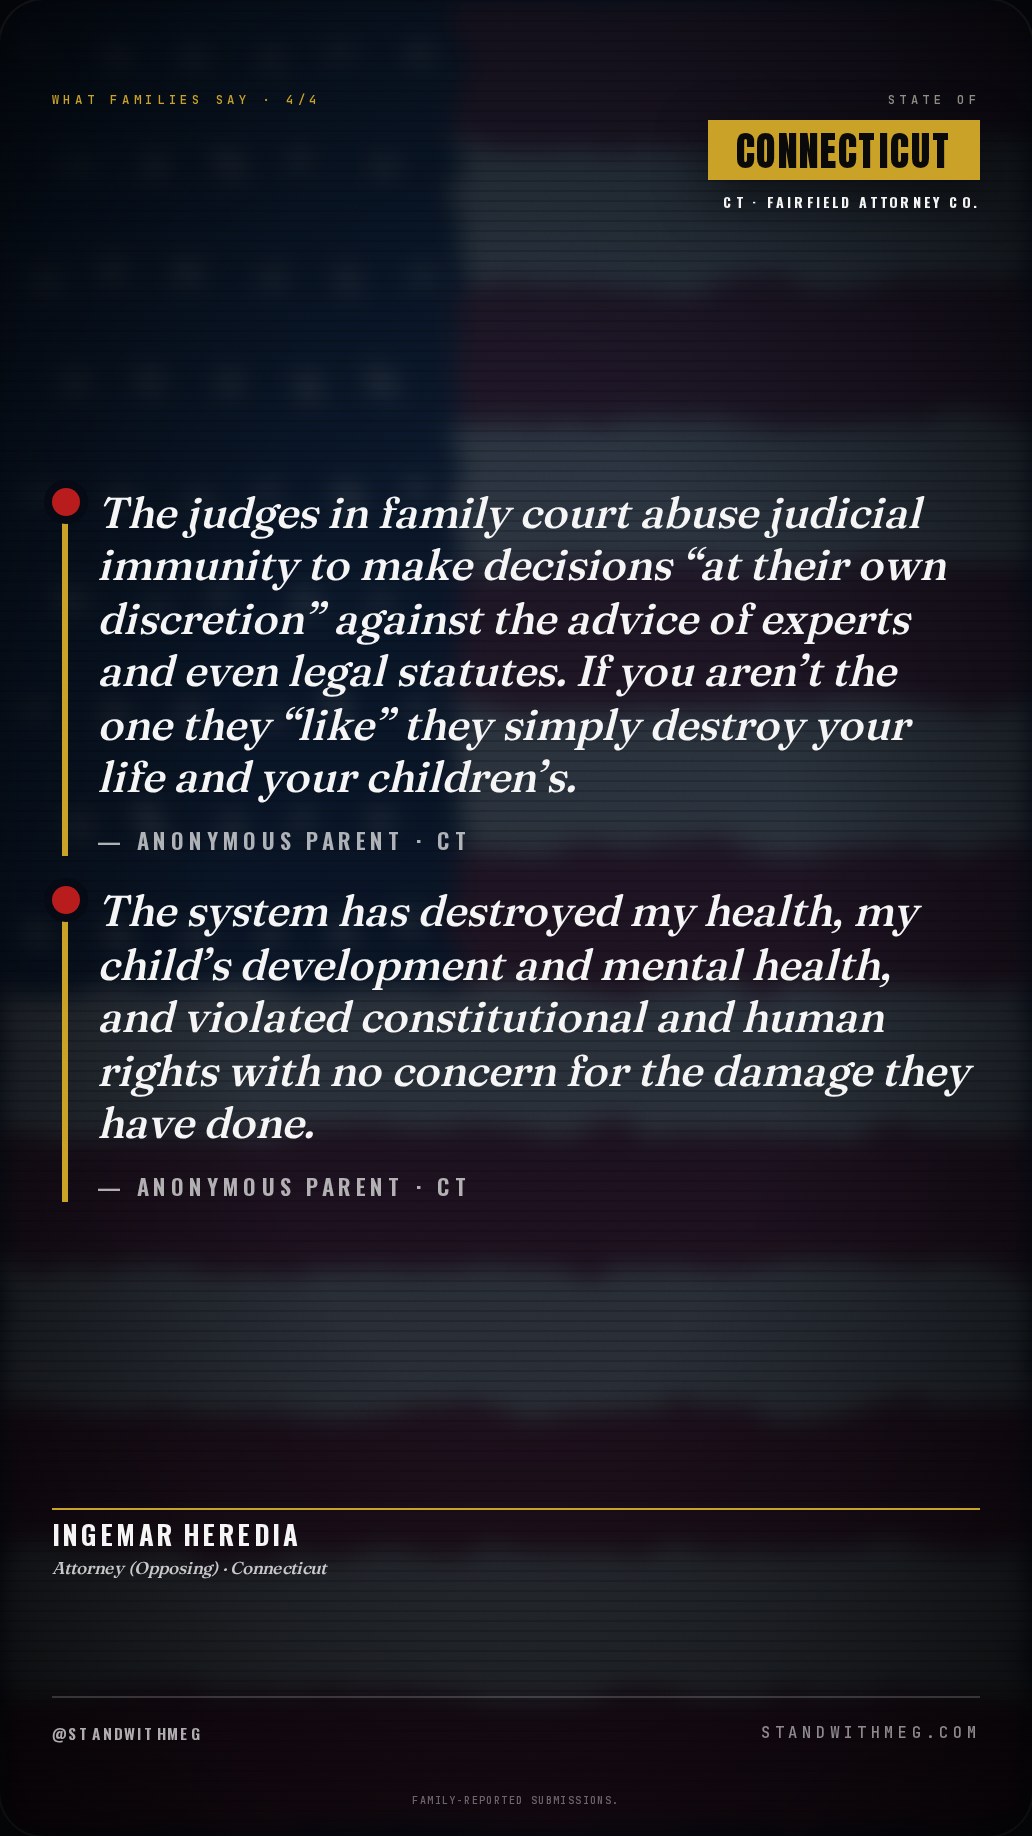 WHAT FAMILIES SAY · 4/4
STATE OF
CONNECTICUT
CT · FAIRFIELD ATTORNEY CO.
The judges in family court abuse judicial
immunity to make decisions “at their own
discretion” against the advice of experts
and even legal statutes. If you aren’t the
one they “like” they simply destroy your
life and your children’s.
— ANONYMOUS PARENT · CT
The system has destroyed my health, my
child’s development and mental health,
and violated constitutional and human
rights with no concern for the damage they
have done.
— ANONYMOUS PARENT · CT
INGEMAR HEREDIA
Attorney (Opposing) · Connecticut
@STANDWITHMEG
STANDWITHMEG.COM
FAMILY-REPORTED SUBMISSIONS.